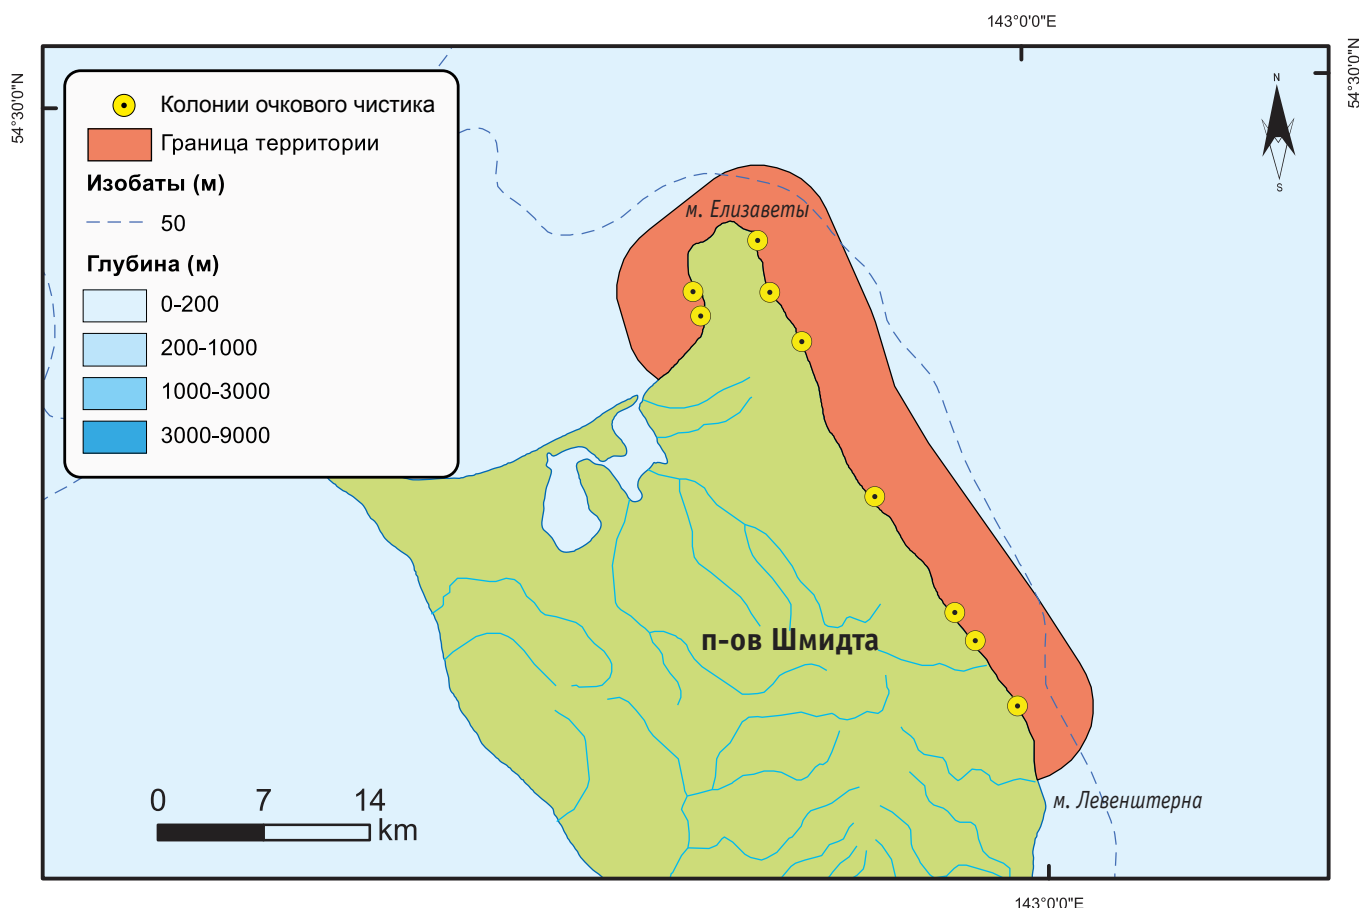 143°0'0"E
54°30'0"N
54°30'0"N
N
S
Колонии очкового чистика
Граница территории
Изобаты (м)
50
Глубина (м)
0-200
200-1000
1000-3000
3000-9000
м. Елизаветы
п-ов Шмидта
м. Левенштерна
0 7 14
km
143°0'0"E